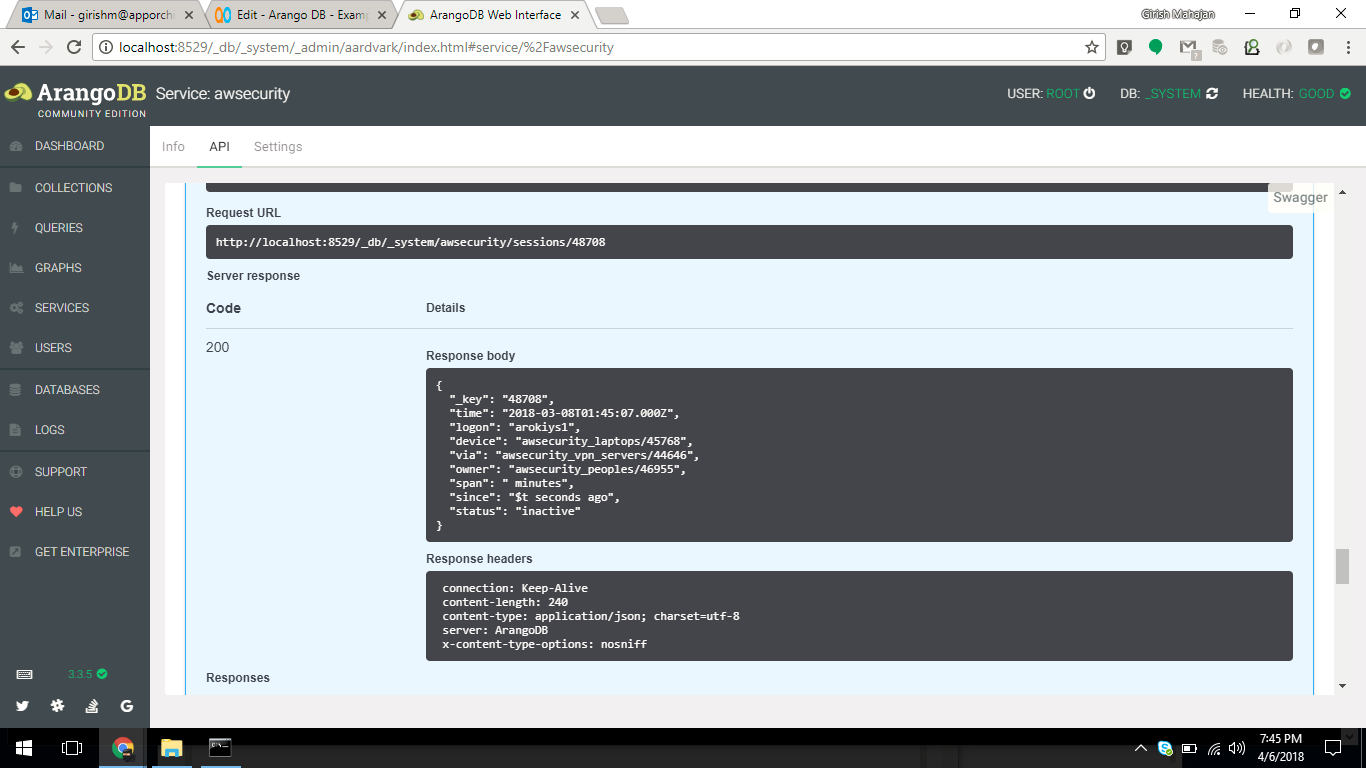 Mail - girishm@apporchi
Edit - Arango DB - Examp
ArangoDB Web Interface
Girish Mahajan
localhost:8529/_db/_system/_admin/aardvark/index.html#service/%2Fawsecurity
ArangoDB
COMMUNITY EDITION
Service: awsecurity
USER: ROOT
DB: _SYSTEM
HEALTH: GOOD
DASHBOARD
COLLECTIONS
QUERIES
GRAPHS
SERVICES
USERS
DATABASES
LOGS
SUPPORT
HELP US
GET ENTERPRISE
3.3.5
Info
API
Settings
Swagger
Request URL
http://localhost:8529/_db/_system/awsecurity/sessions/48708
Server response
Code
Details
200
Response body
{
"_key": "48708",
"time": "2018-03-08T01:45:07.000Z",
"logon": "arokiys1",
"device": "awsecurity_laptops/45768",
"via": "awsecurity_vpn_servers/44646",
"owner": "awsecurity_peoples/46955",
"span": " minutes",
"since": "$t seconds ago",
"status": "inactive"
}
Response headers
connection: Keep-Alive
content-length: 240
content-type: application/json; charset=utf-8
server: ArangoDB
x-content-type-options: nosniff
Responses
7:45 PM
4/6/2018